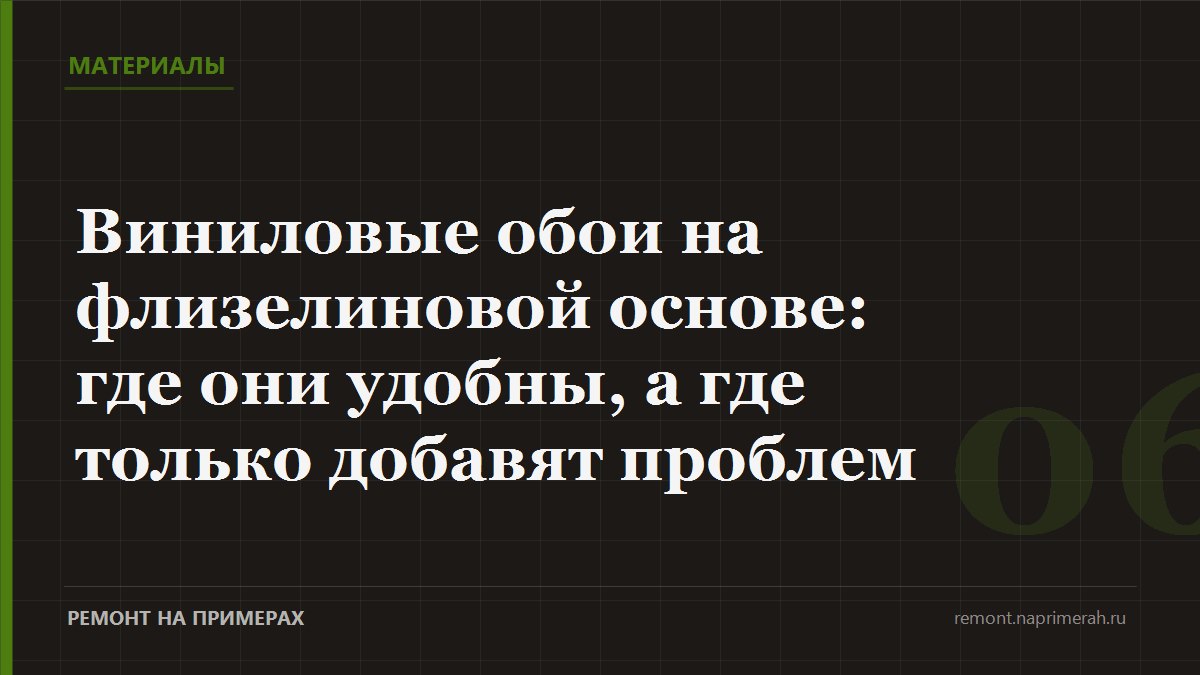 МАТЕРИАЛЫ
Виниловые обои на
флизелиновой основе:
где они удобны, а где
только добавят проблем
об
РЕМОНТ НА ПРИМЕРАХ
remont.naprimerah.ru